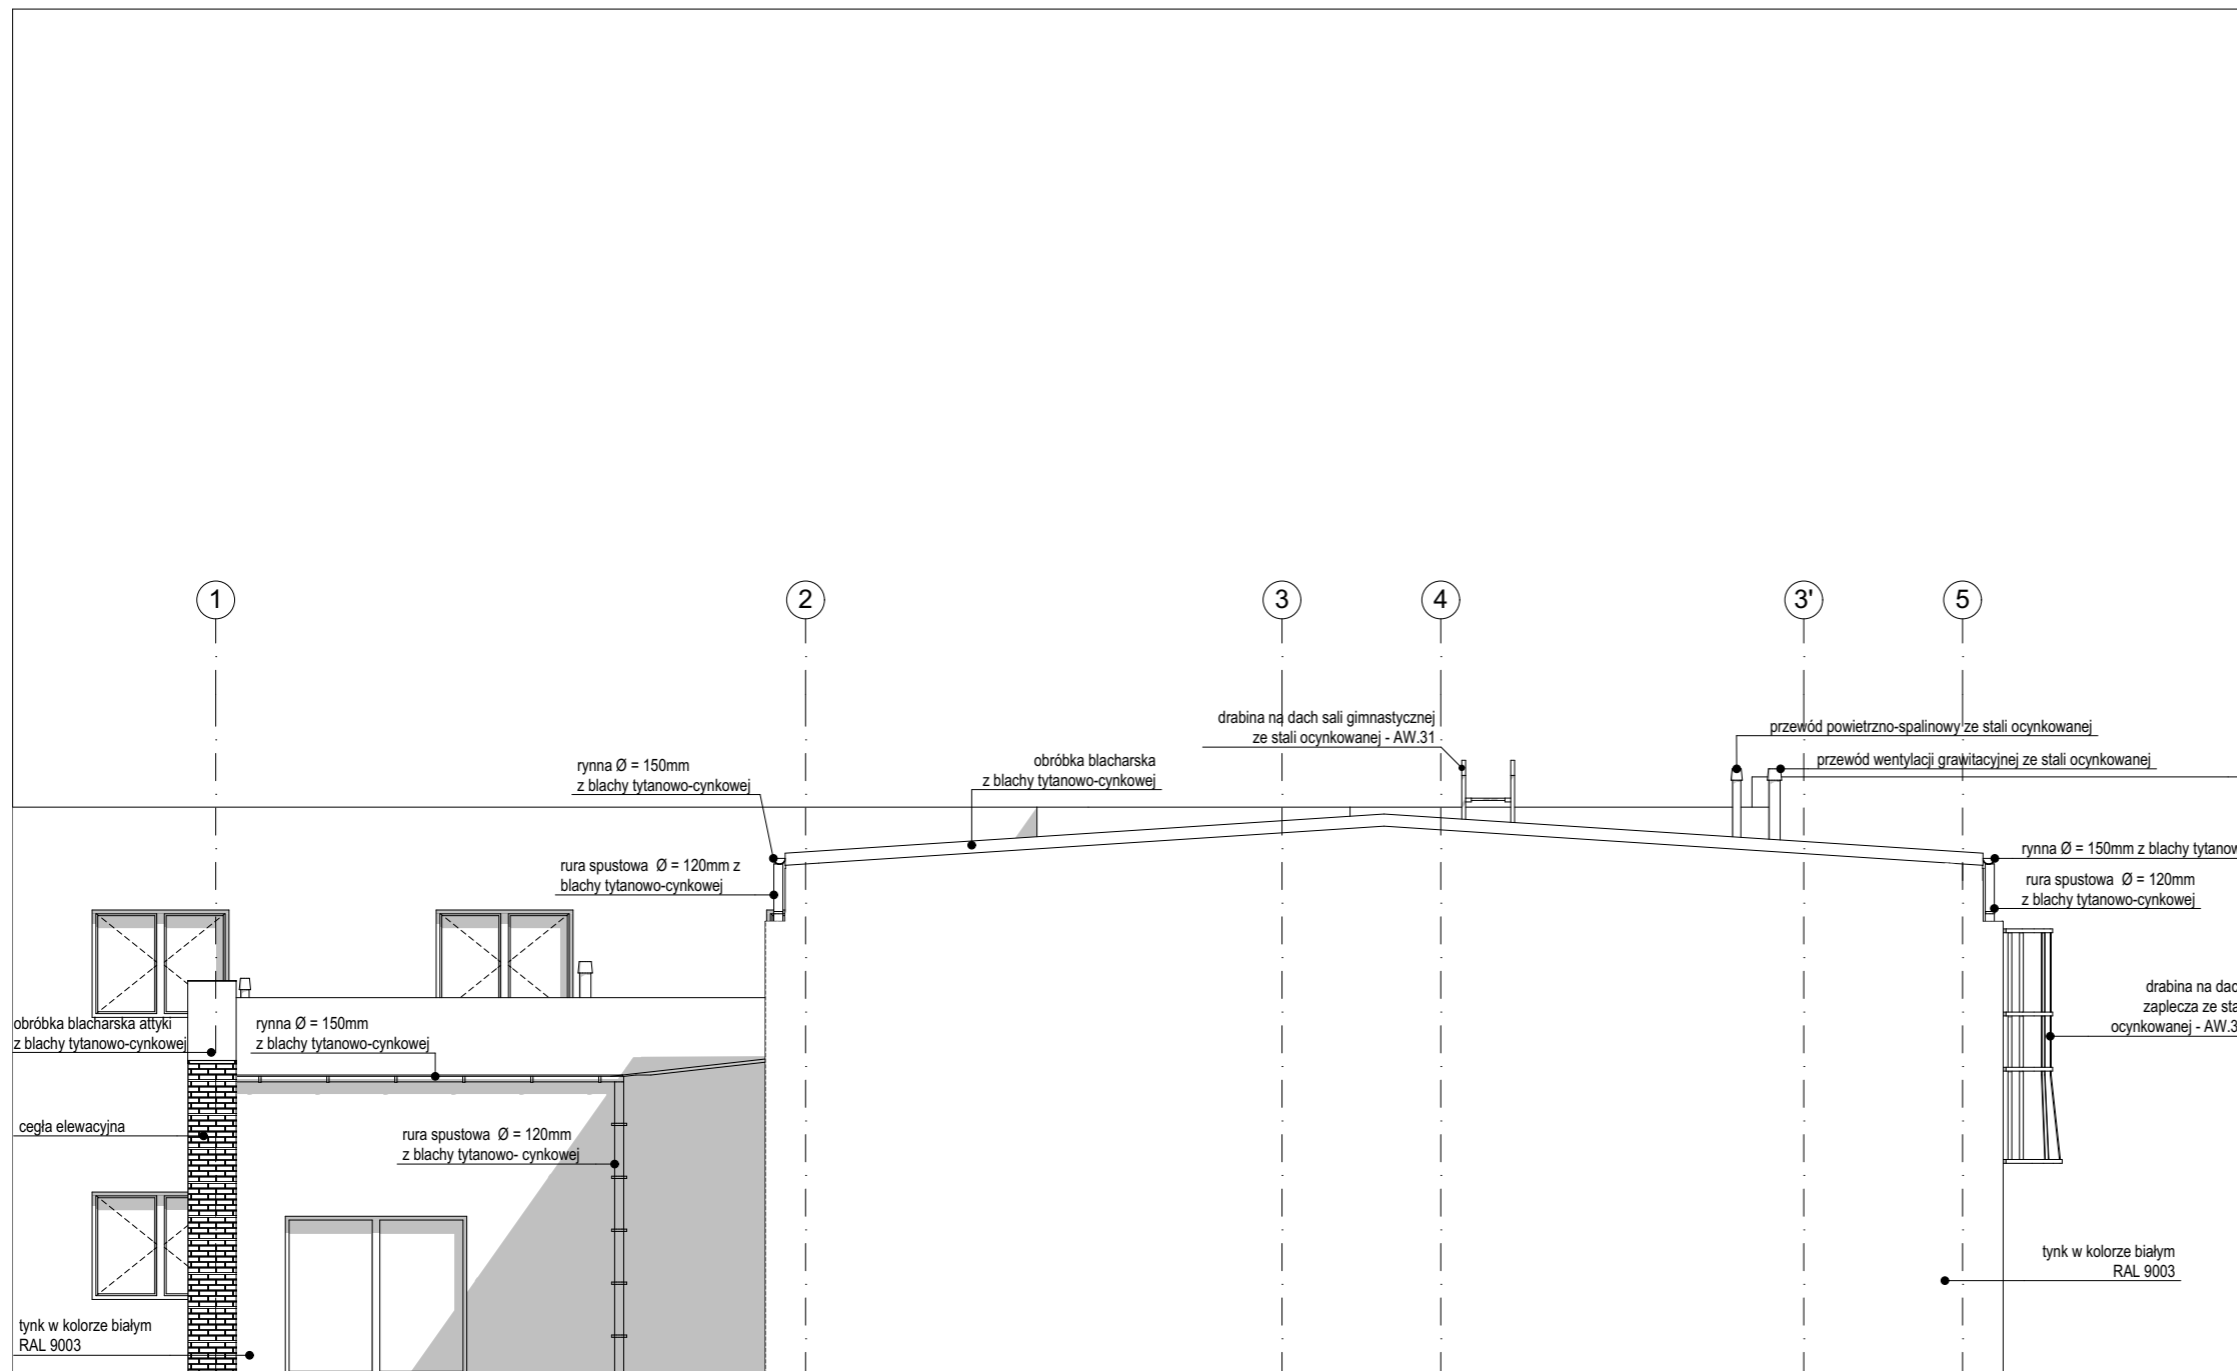 1
2
3
4
3'
5
drabina na dach sali gimnastycznej
ze stali ocynkowanej - AW.31
przewód powietrzno-spalinowy ze stali ocynkowanej
przewód wentylacji grawitacyjnej ze stali ocynkowanej
rynna Ø = 150mm
z blachy tytanowo-cynkowej
obróbka blacharska
z blachy tytanowo-cynkowej
rura spustowa Ø = 120mm z
blachy tytanowo-cynkowej
rynna Ø = 150mm z blachy tytanow
rura spustowa Ø = 120mm
z blachy tytanowo-cynkowej
drabina na dac
zaplecza ze sta
ocynkowanej - AW.3
obróbka blacharska attyki
z blachy tytanowo-cynkowej
rynna Ø = 150mm
z blachy tytanowo-cynkowej
cegła elewacyjna
rura spustowa Ø = 120mm
z blachy tytanowo- cynkowej
tynk w kolorze białym
RAL 9003
tynk w kolorze białym
RAL 9003